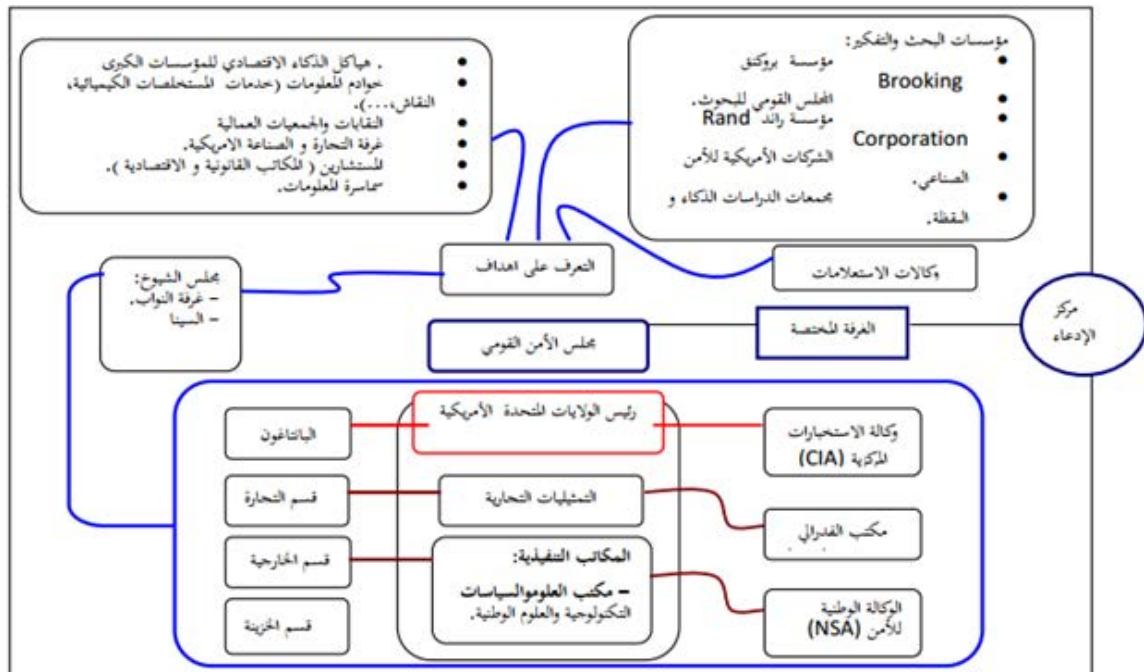 مؤسسات البحث والتفكير:
● مؤسسة بروكنق
Brooking
● المجلس القومي للبحوث.
● مؤسسة راند Rand
Corporation
● الشركات الأمريكية للأمن
الصناعي.
● مجمعات الدراسات الذكاء و
اليقظة.
● . هياكل الذكاء الاقتصادي للمؤسسات الكبرى
● خوادم المعلومات (خدمات المستخلصات الكيميائية،
النقاش،...).
● النقابات والجمعيات العمالية
● غرفة التجارة و الصناعة الامريكية.
● المستشارين ( المكاتب القانونية و الاقتصادية ).
● سماسرة المعلومات.
وكالات الاستعلامات
التعرف على اهداف
مجلس الشيوخ:
– غرفة النواب.
– السينا
مركز
الإدعاء
الغرفة المختصة
مجلس الأمن القومي
رئيس الولايات المتحدة الأمريكية
وكالة الاستخبارات
المركزية (CIA)
البانتاغون
التمثيليات التجارية
قسم التجارة
مكتب الفدرالي
المكاتب التنفيذية:
– مكتب العلوموالسياسات
التكنولوجية والعلوم الوطنية.
قسم الخارجية
الوكالة الوطنية
للأمن (NSA)
قسم الخزينة